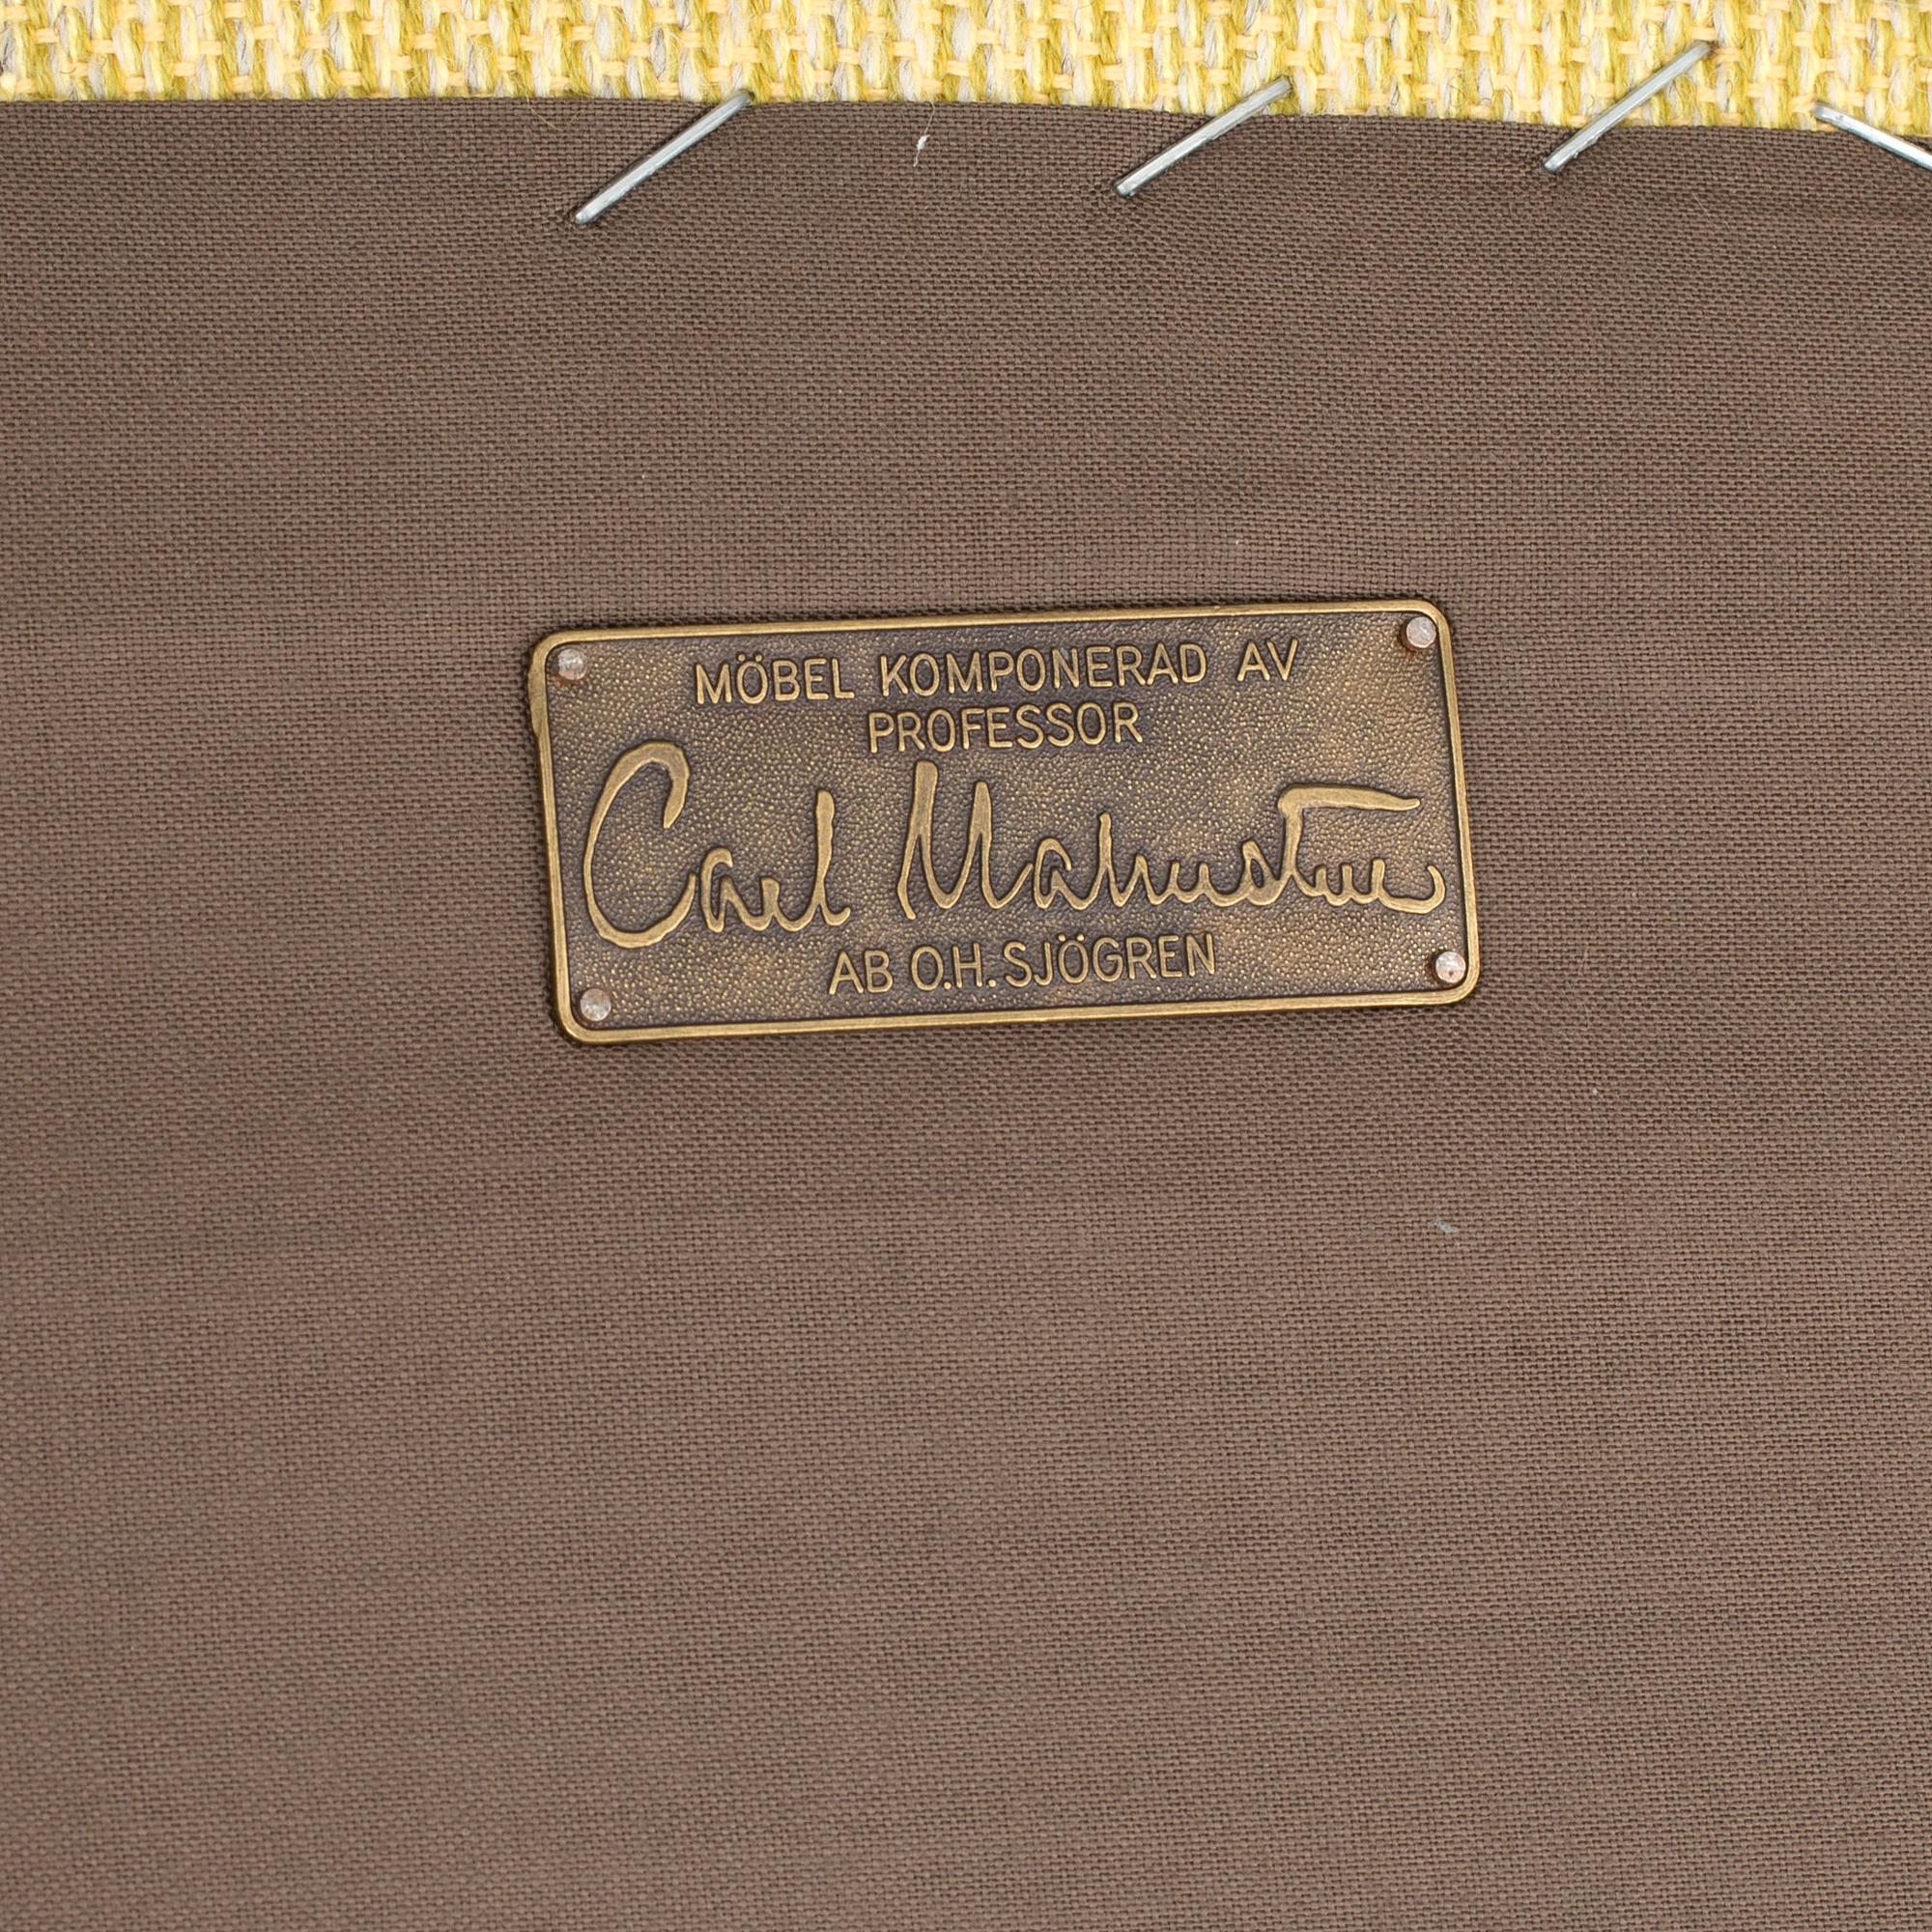 MÖBEL KOMPONERAD AV
PROFESSOR
Carl Malmsten
AB O.H. SJÖGREN